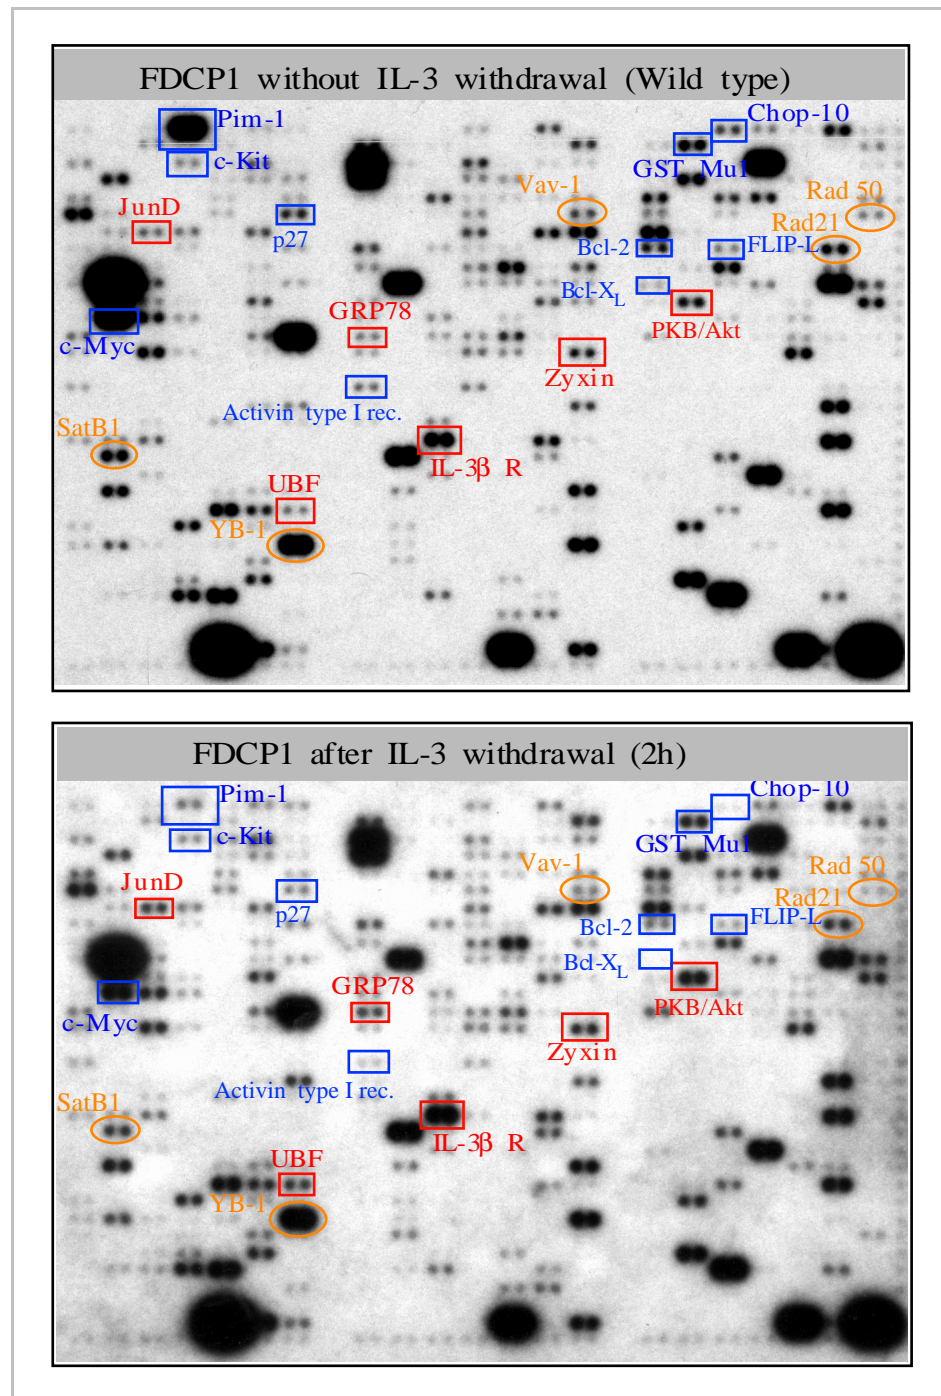 FDCP1 without IL-3 withdrawal (Wild type)
Pim-1
Chop-10
c-Kit
GST Mu1
Vav-1
Rad 50
JunD
Rad21
p27
Bcl-2
FLIP-L
Bcl-XL
GRP78
PKB/Akt
c-Myc
Zyxin
Activin type I rec.
SatB1
IL-3β R
UBF
YB-1
FDCP1 after IL-3 withdrawal (2h)
Pim-1
Chop-10
c-Kit
GST Mu1
Vav-1
Rad 50
JunD
Rad21
p27
Bcl-2
FLIP-L
Bcl-XL
GRP78
PKB/Akt
c-Myc
Zyxin
Activin type I rec.
SatB1
IL-3β R
UBF
YB-1